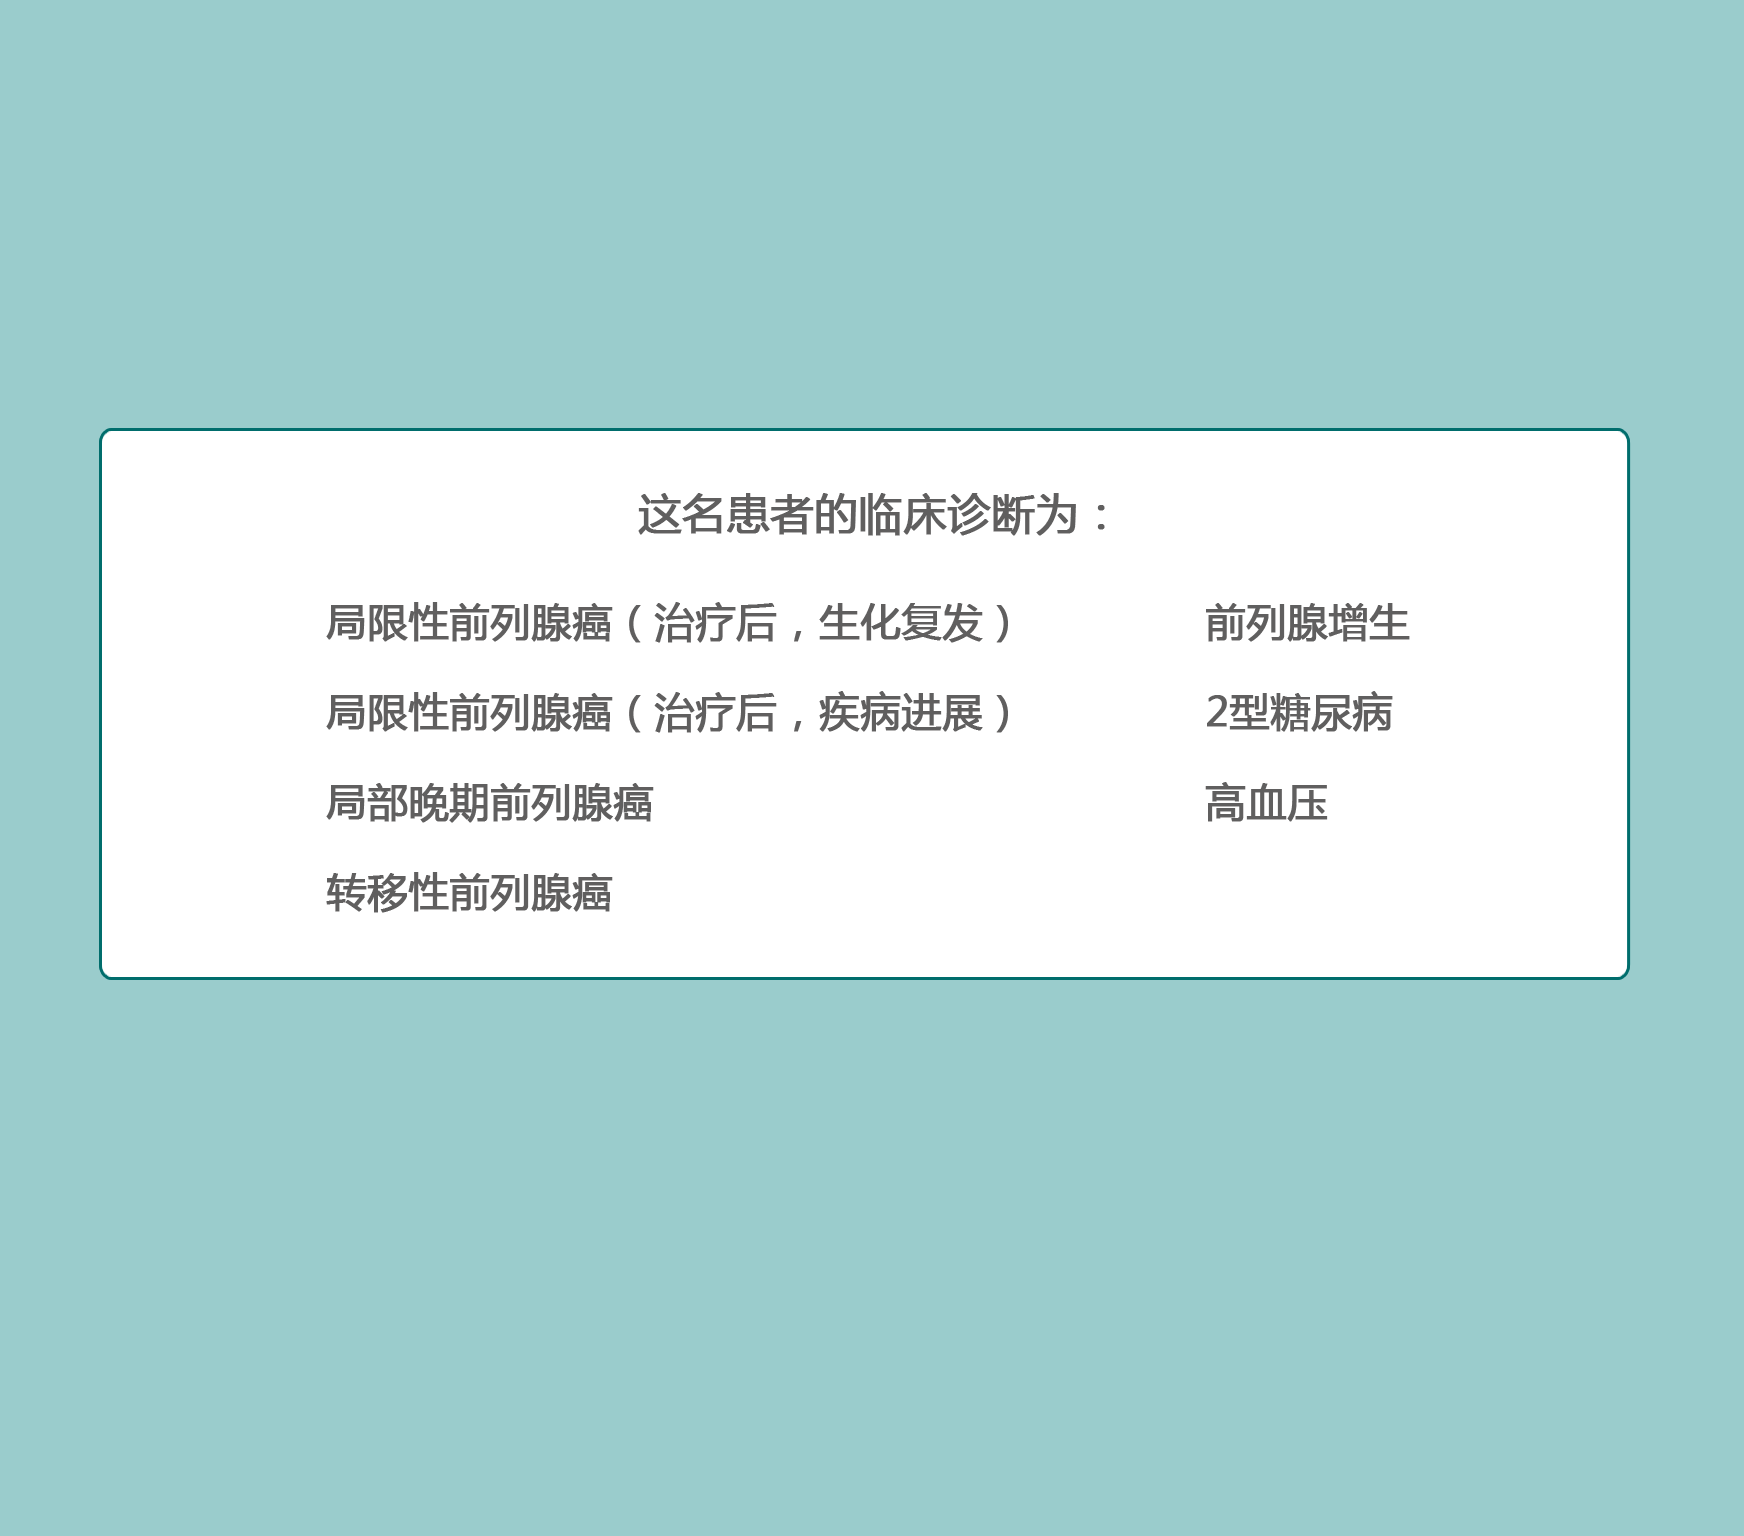 这名患者的临床诊断为：
局限性前列腺癌（治疗后，生化复发）
局限性前列腺癌（治疗后，疾病进展）
局部晚期前列腺癌
转移性前列腺癌
前列腺增生
2型糖尿病
高血压